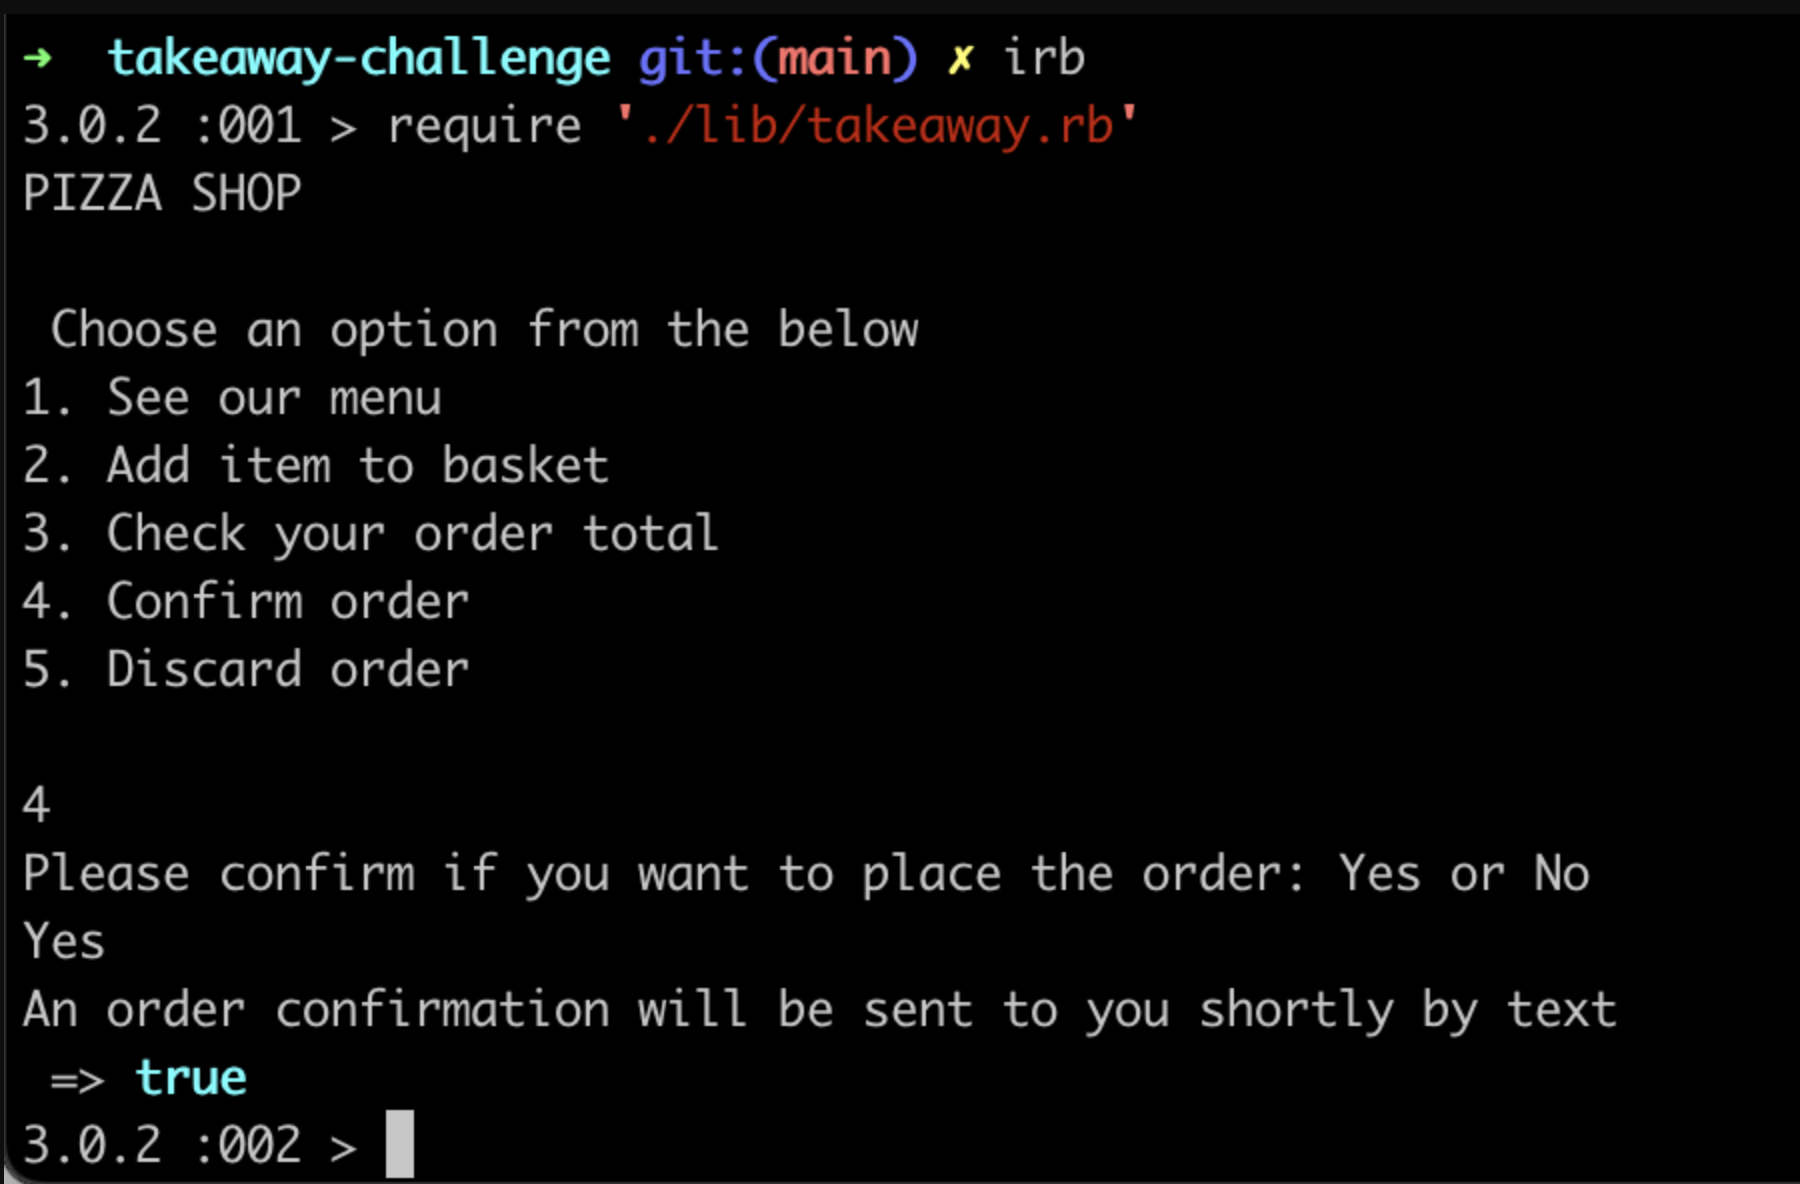 ➜  takeaway-challenge git:(main) ✗ irb
3.0.2 :001 > require './lib/takeaway.rb'
PIZZA SHOP
 Choose an option from the below
1. See our menu
2. Add item to basket
3. Check your order total
4. Confirm order
5. Discard order
4
Please confirm if you want to place the order: Yes or No
Yes
An order confirmation will be sent to you shortly by text
 => true
3.0.2 :002 >